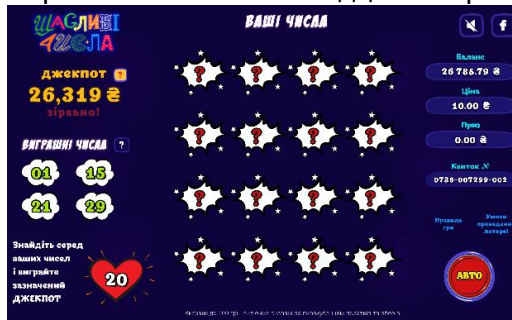 ЩАСЛИВІ
ЧИСЛА
ДЖЕКПОТ ?
26,319 ₴
зірвано!
ВИГРАШНІ ЧИСЛА ?
01 15
21 29
Знайдіть серед
ваших чисел
і виграйте
зазначений
ДЖЕКПОТ
20
ВАШІ ЧИСЛА
? ? ? ?
? ? ? ?
? ? ? ?
? ? ? ?
f
Баланс
26 786.79 ₴
Ціна
10.00 ₴
Приз
0.00 ₴
Квиток №
0738-007299-002
Правила
гри
Умови
проведення
лотереї
АВТО